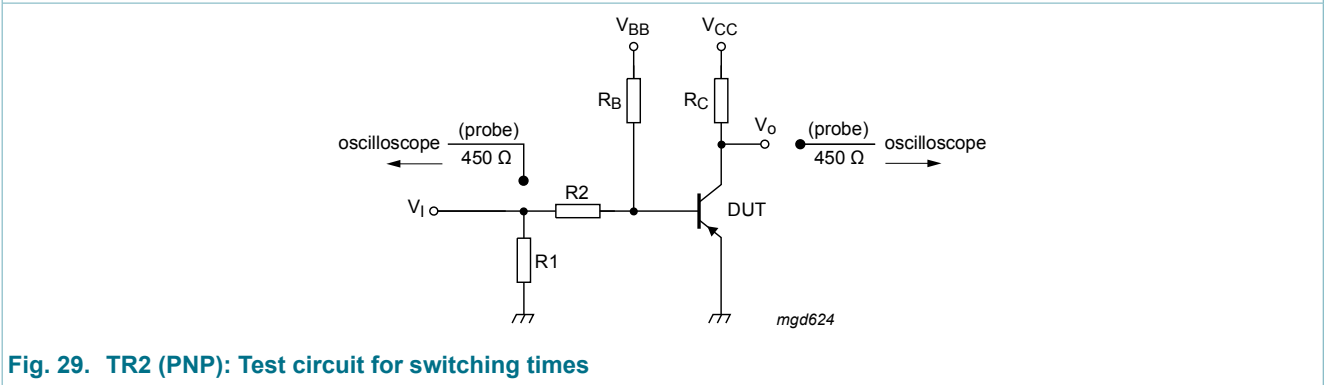 VBB
VCC
RB
RC
Vo
(probe)
450 Ω
oscilloscope
(probe)
450 Ω
oscilloscope
R2
VI
DUT
R1
mgd624
Fig. 29. TR2 (PNP): Test circuit for switching times